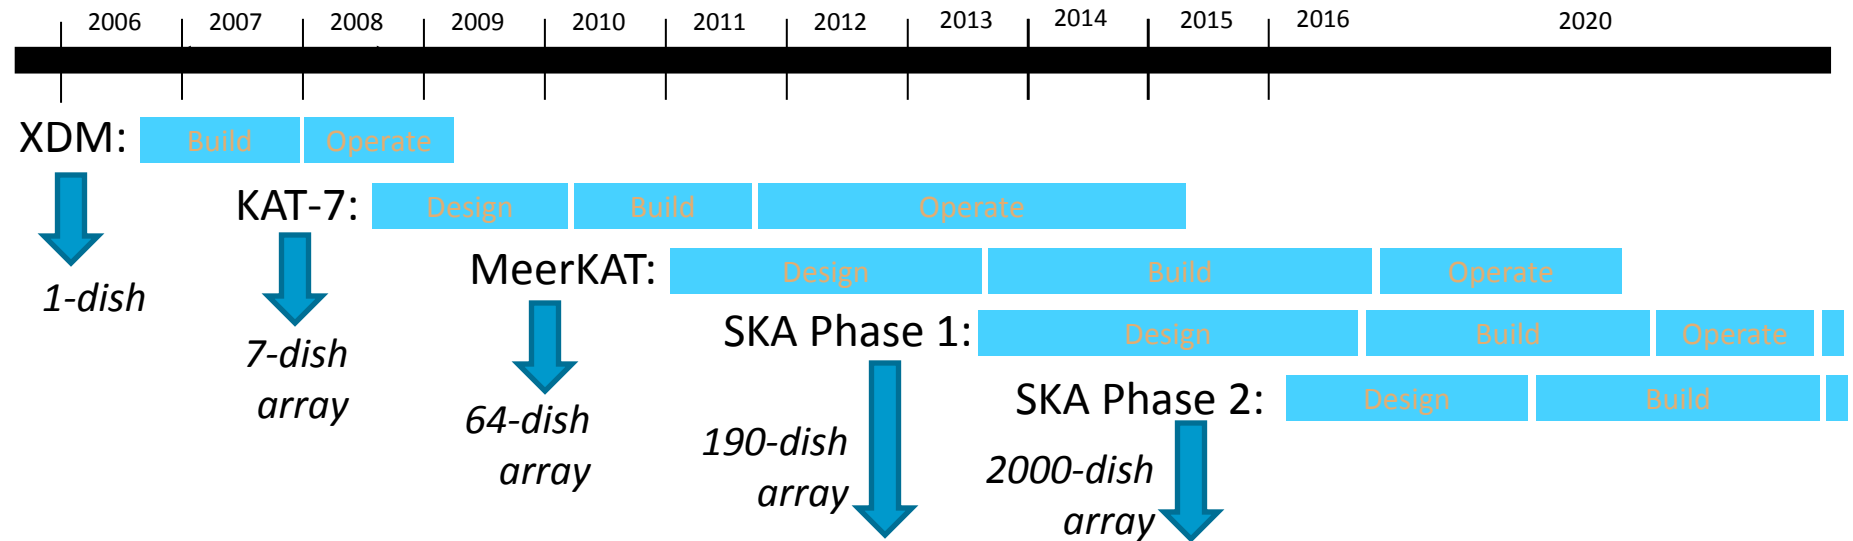 2006 2007 2008 2009 2010 2011 2012 2013 2014 2015 2016 2020
XDM: Build Operate
1-dish
KAT-7: Design Build Operate
7-dish
array
MeerKAT: Design Build Operate
64-dish
array
SKA Phase 1: Design Build Operate
190-dish
array
SKA Phase 2: Design Build
2000-dish
array